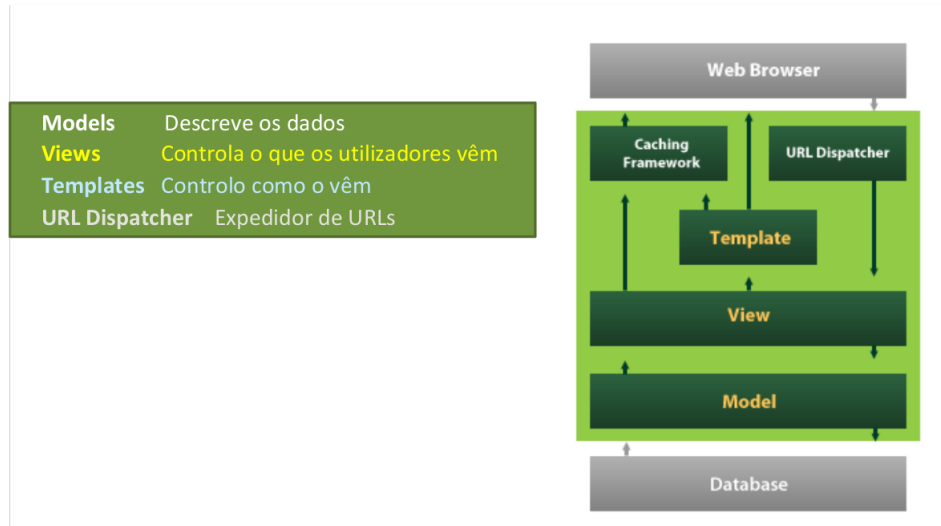 Models Descreve os dados
Views Controla o que os utilizadores vêm
Templates Controlo como o vêm
URL Dispatcher Expedidor de URLs
Web Browser
Caching
Framework
URL Dispatcher
Template
View
Model
Database